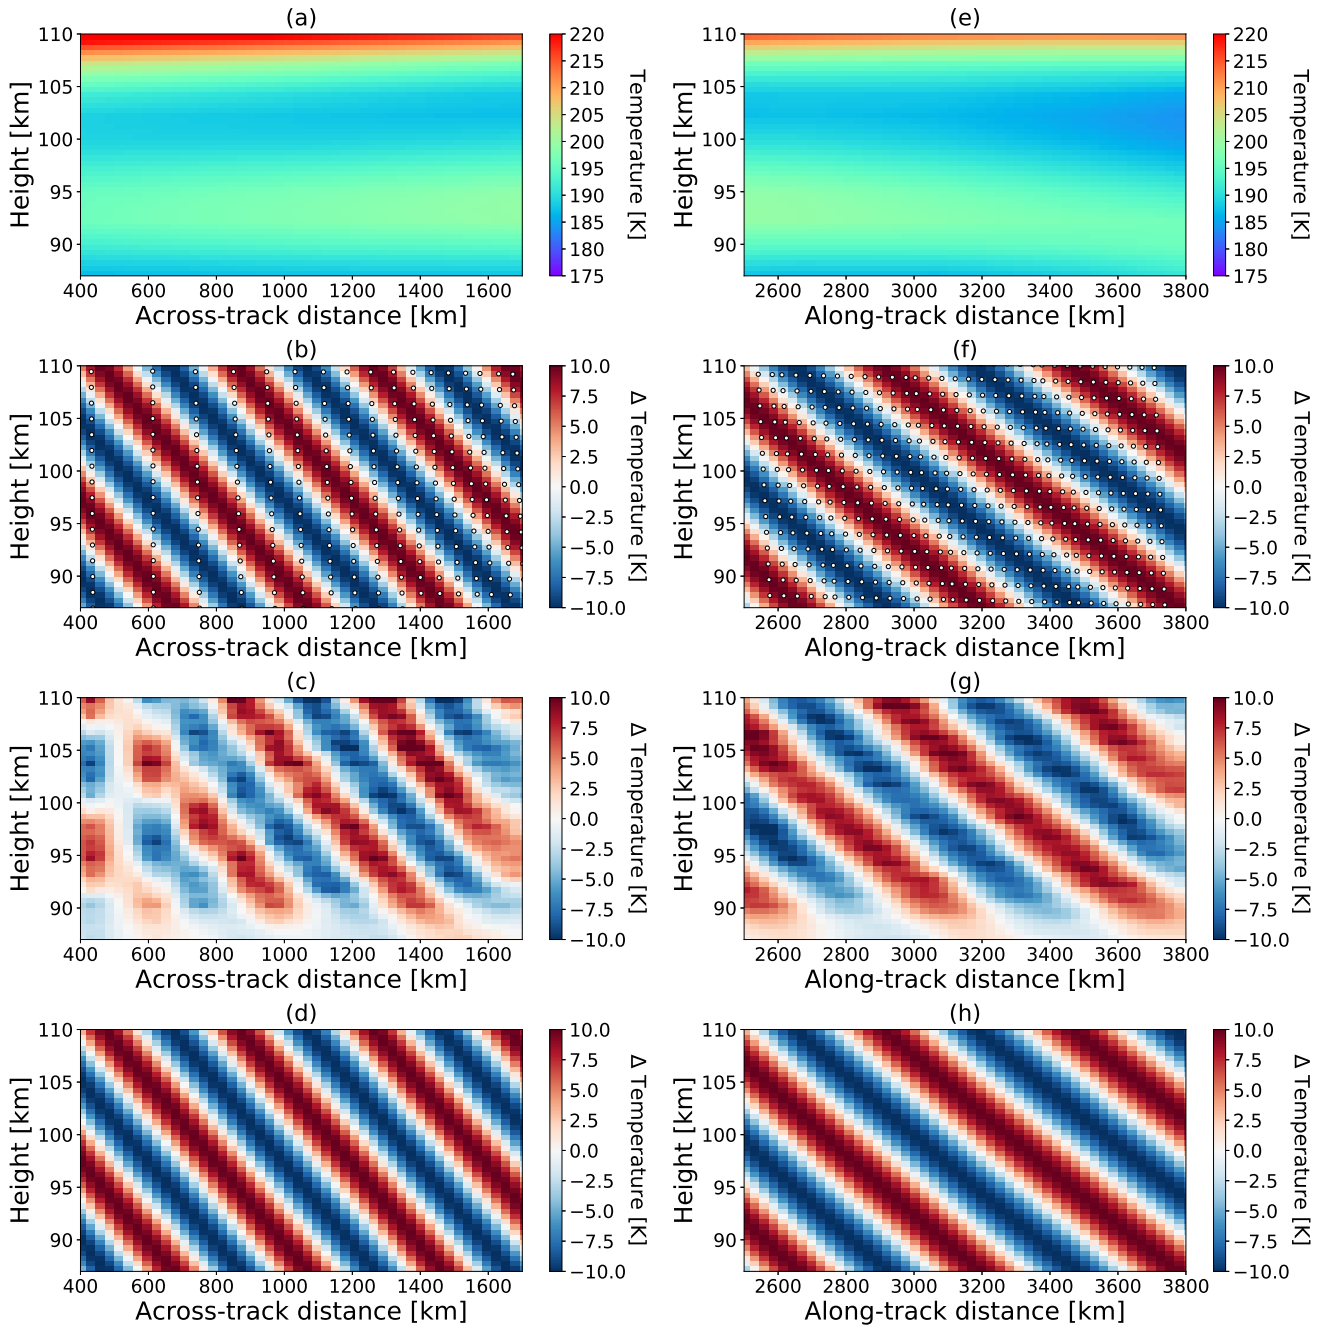 (a)
110
105
100
95
90
Height [km]
400 600 800 1000 1200 1400 1600
Across-track distance [km]
220
215
210
205
200
195
190
185
180
175
Temperature [K]
(e)
110
105
100
95
90
Height [km]
2600 2800 3000 3200 3400 3600 3800
Along-track distance [km]
220
215
210
205
200
195
190
185
180
175
Temperature [K]
(b)
110
105
100
95
90
Height [km]
400 600 800 1000 1200 1400 1600
Across-track distance [km]
10.0
7.5
5.0
2.5
0.0
−2.5
−5.0
−7.5
−10.0
Δ Temperature [K]
(f)
110
105
100
95
90
Height [km]
2600 2800 3000 3200 3400 3600 3800
Along-track distance [km]
10.0
7.5
5.0
2.5
0.0
−2.5
−5.0
−7.5
−10.0
Δ Temperature [K]
(c)
110
105
100
95
90
Height [km]
400 600 800 1000 1200 1400 1600
Across-track distance [km]
10.0
7.5
5.0
2.5
0.0
−2.5
−5.0
−7.5
−10.0
Δ Temperature [K]
(g)
110
105
100
95
90
Height [km]
2600 2800 3000 3200 3400 3600 3800
Along-track distance [km]
10.0
7.5
5.0
2.5
0.0
−2.5
−5.0
−7.5
−10.0
Δ Temperature [K]
(d)
110
105
100
95
90
Height [km]
400 600 800 1000 1200 1400 1600
Across-track distance [km]
10.0
7.5
5.0
2.5
0.0
−2.5
−5.0
−7.5
−10.0
Δ Temperature [K]
(h)
110
105
100
95
90
Height [km]
2600 2800 3000 3200 3400 3600 3800
Along-track distance [km]
10.0
7.5
5.0
2.5
0.0
−2.5
−5.0
−7.5
−10.0
Δ Temperature [K]